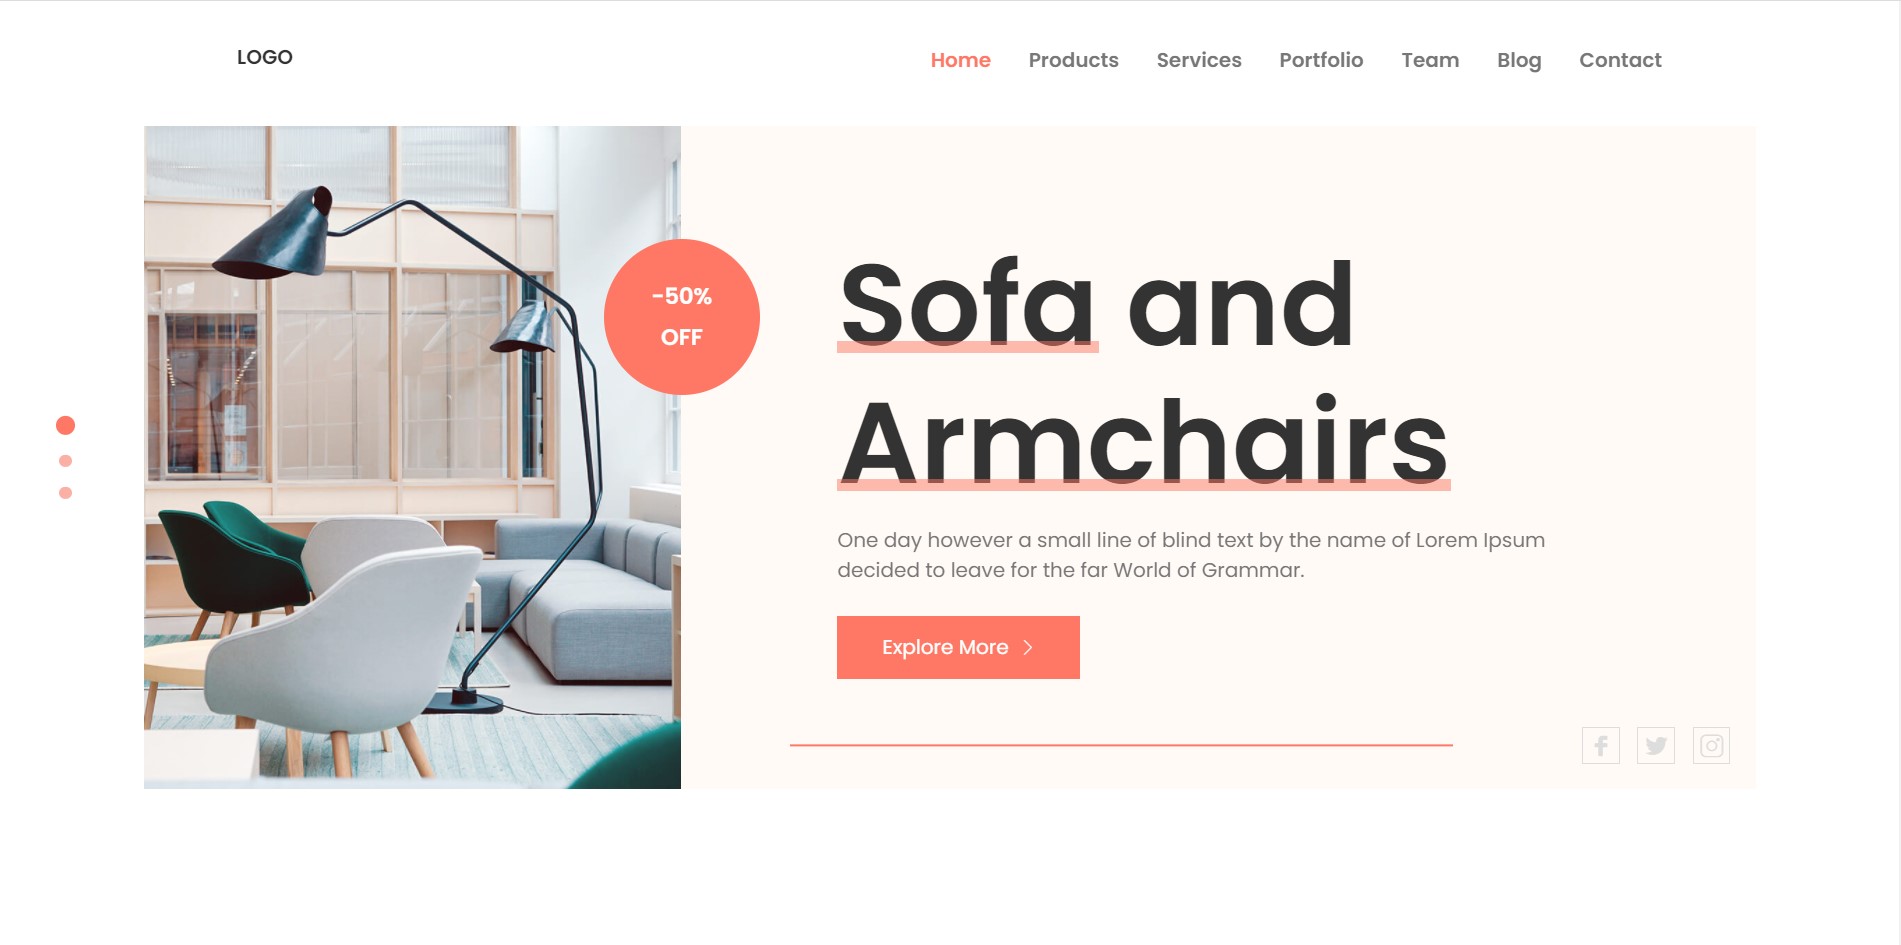 LOGO
Home Products Services Portfolio Team Blog Contact
-50%
OFF
Sofa and
Armchairs
One day however a small line of blind text by the name of Lorem Ipsum
decided to leave for the far World of Grammar.
Explore More